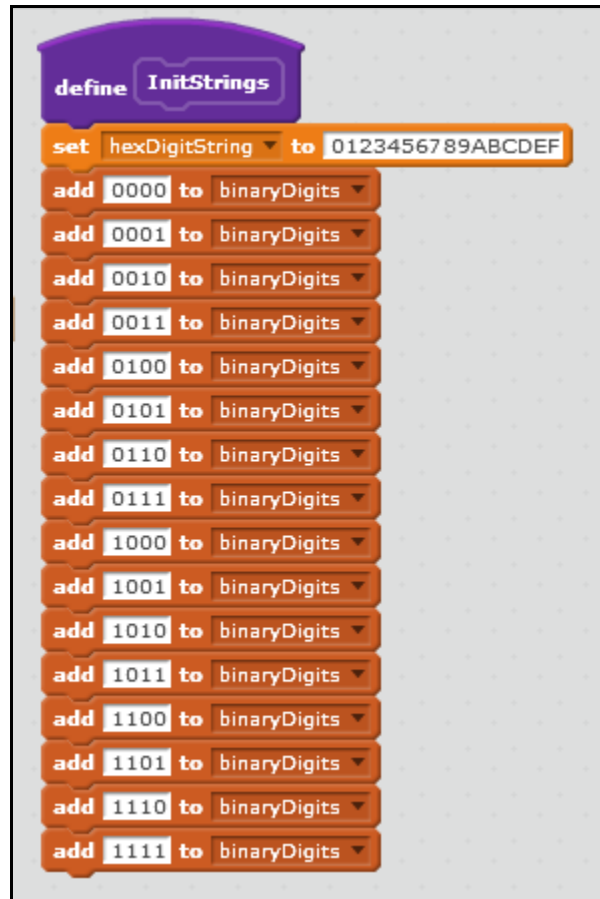 define InitStrings
set hexDigitString to 0123456789ABCDEF
add 0000 to binaryDigits
add 0001 to binaryDigits
add 0010 to binaryDigits
add 0011 to binaryDigits
add 0100 to binaryDigits
add 0101 to binaryDigits
add 0110 to binaryDigits
add 0111 to binaryDigits
add 1000 to binaryDigits
add 1001 to binaryDigits
add 1010 to binaryDigits
add 1011 to binaryDigits
add 1100 to binaryDigits
add 1101 to binaryDigits
add 1110 to binaryDigits
add 1111 to binaryDigits